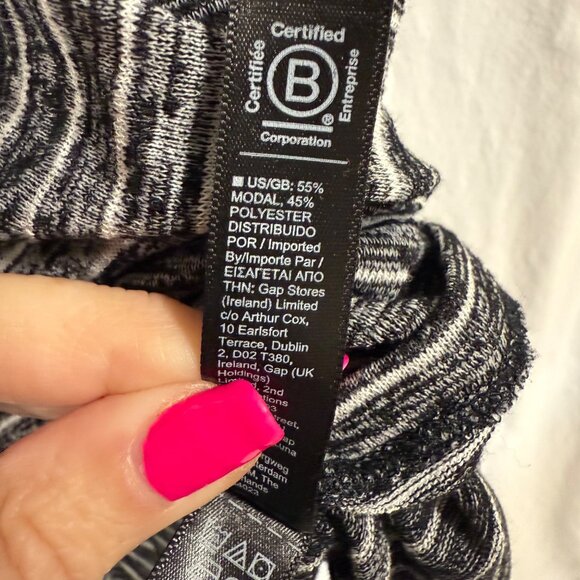 Certified
Certifiée
B
Entreprise
®
Corporation
US/GB: 55%
MODAL, 45%
POLYESTER
DISTRIBUIDO
POR / Imported
By/Importe Par /
ΕΙΣΑΓΕΤΑΙ ΑΠΟ
ΤΗΝ: Gap Stores
(Ireland) Limited
c/o Arthur Cox,
10 Earlsfort
Terrace, Dublin
2, D02 T380,
Ireland, Gap (UK
Holdings)
2nd